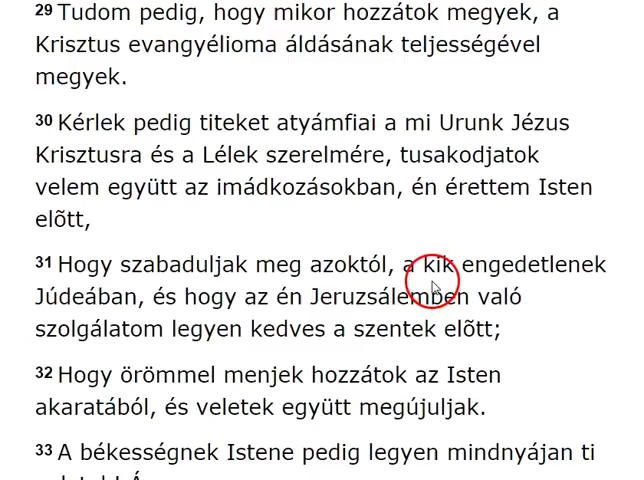 29 Tudom pedig, hogy mikor hozzátok megyek, a
Krisztus evangyélioma áldásának teljességével
megyek.
30 Kérlek pedig titeket atyámfiai a mi Urunk Jézus
Krisztusra és a Lélek szerelmére, tusakodjatok
velem együtt az imádkozásokban, én érettem Isten
elõtt,
31 Hogy szabaduljak meg azoktól, a kik engedetlenek
Júdeában, és hogy az én Jeruzsálemben való
szolgálatom legyen kedves a szentek elõtt;
32 Hogy örömmel menjek hozzátok az Isten
akaratából, és veletek együtt megújuljak.
33 A békességnek Istene pedig legyen mindnyájan ti